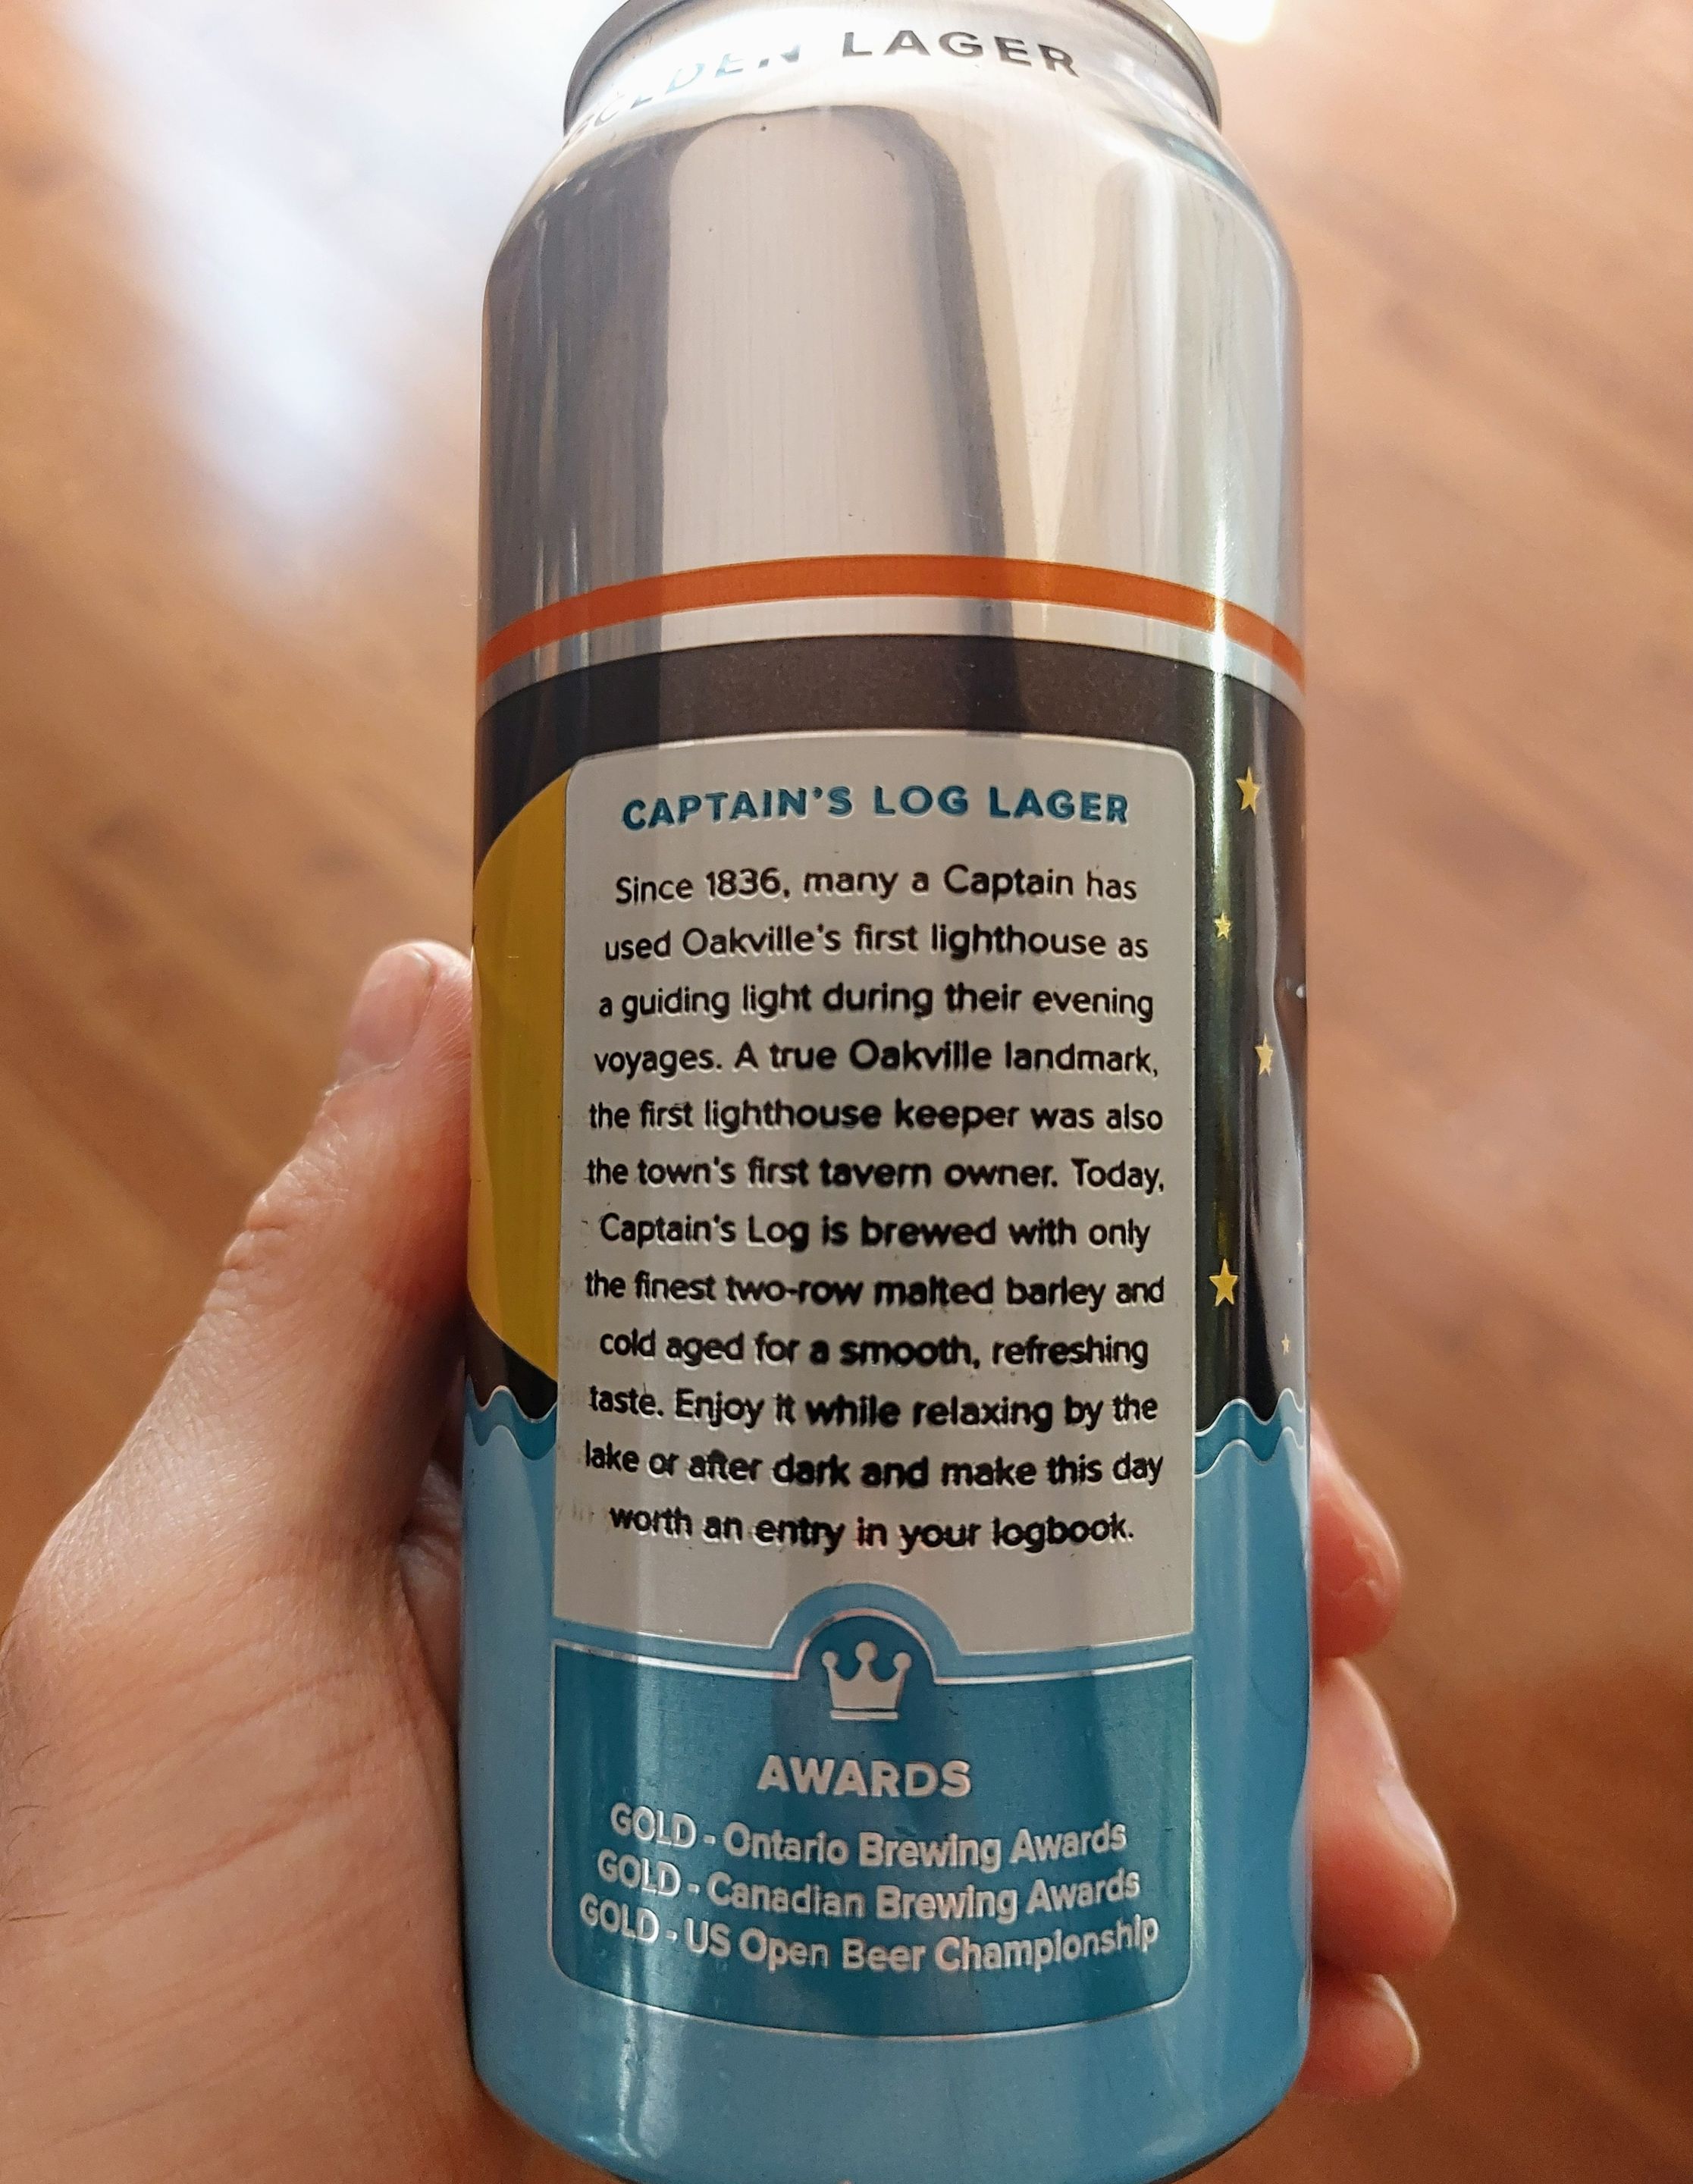 GOLDEN LAGER
CAPTAIN'S LOG LAGER
Since 1836, many a Captain has
used Oakville's first lighthouse as
a guiding light during their evening
voyages. A true Oakville landmark,
the first lighthouse keeper was also
the town's first tavern owner. Today,
Captain's Log is brewed with only
the finest two-row malted barley and
cold aged for a smooth, refreshing
taste. Enjoy it while relaxing by the
lake or after dark and make this day
worth an entry in your logbook.
AWARDS
GOLD - Ontario Brewing Awards
GOLD - Canadian Brewing Awards
GOLD - US Open Beer Championship